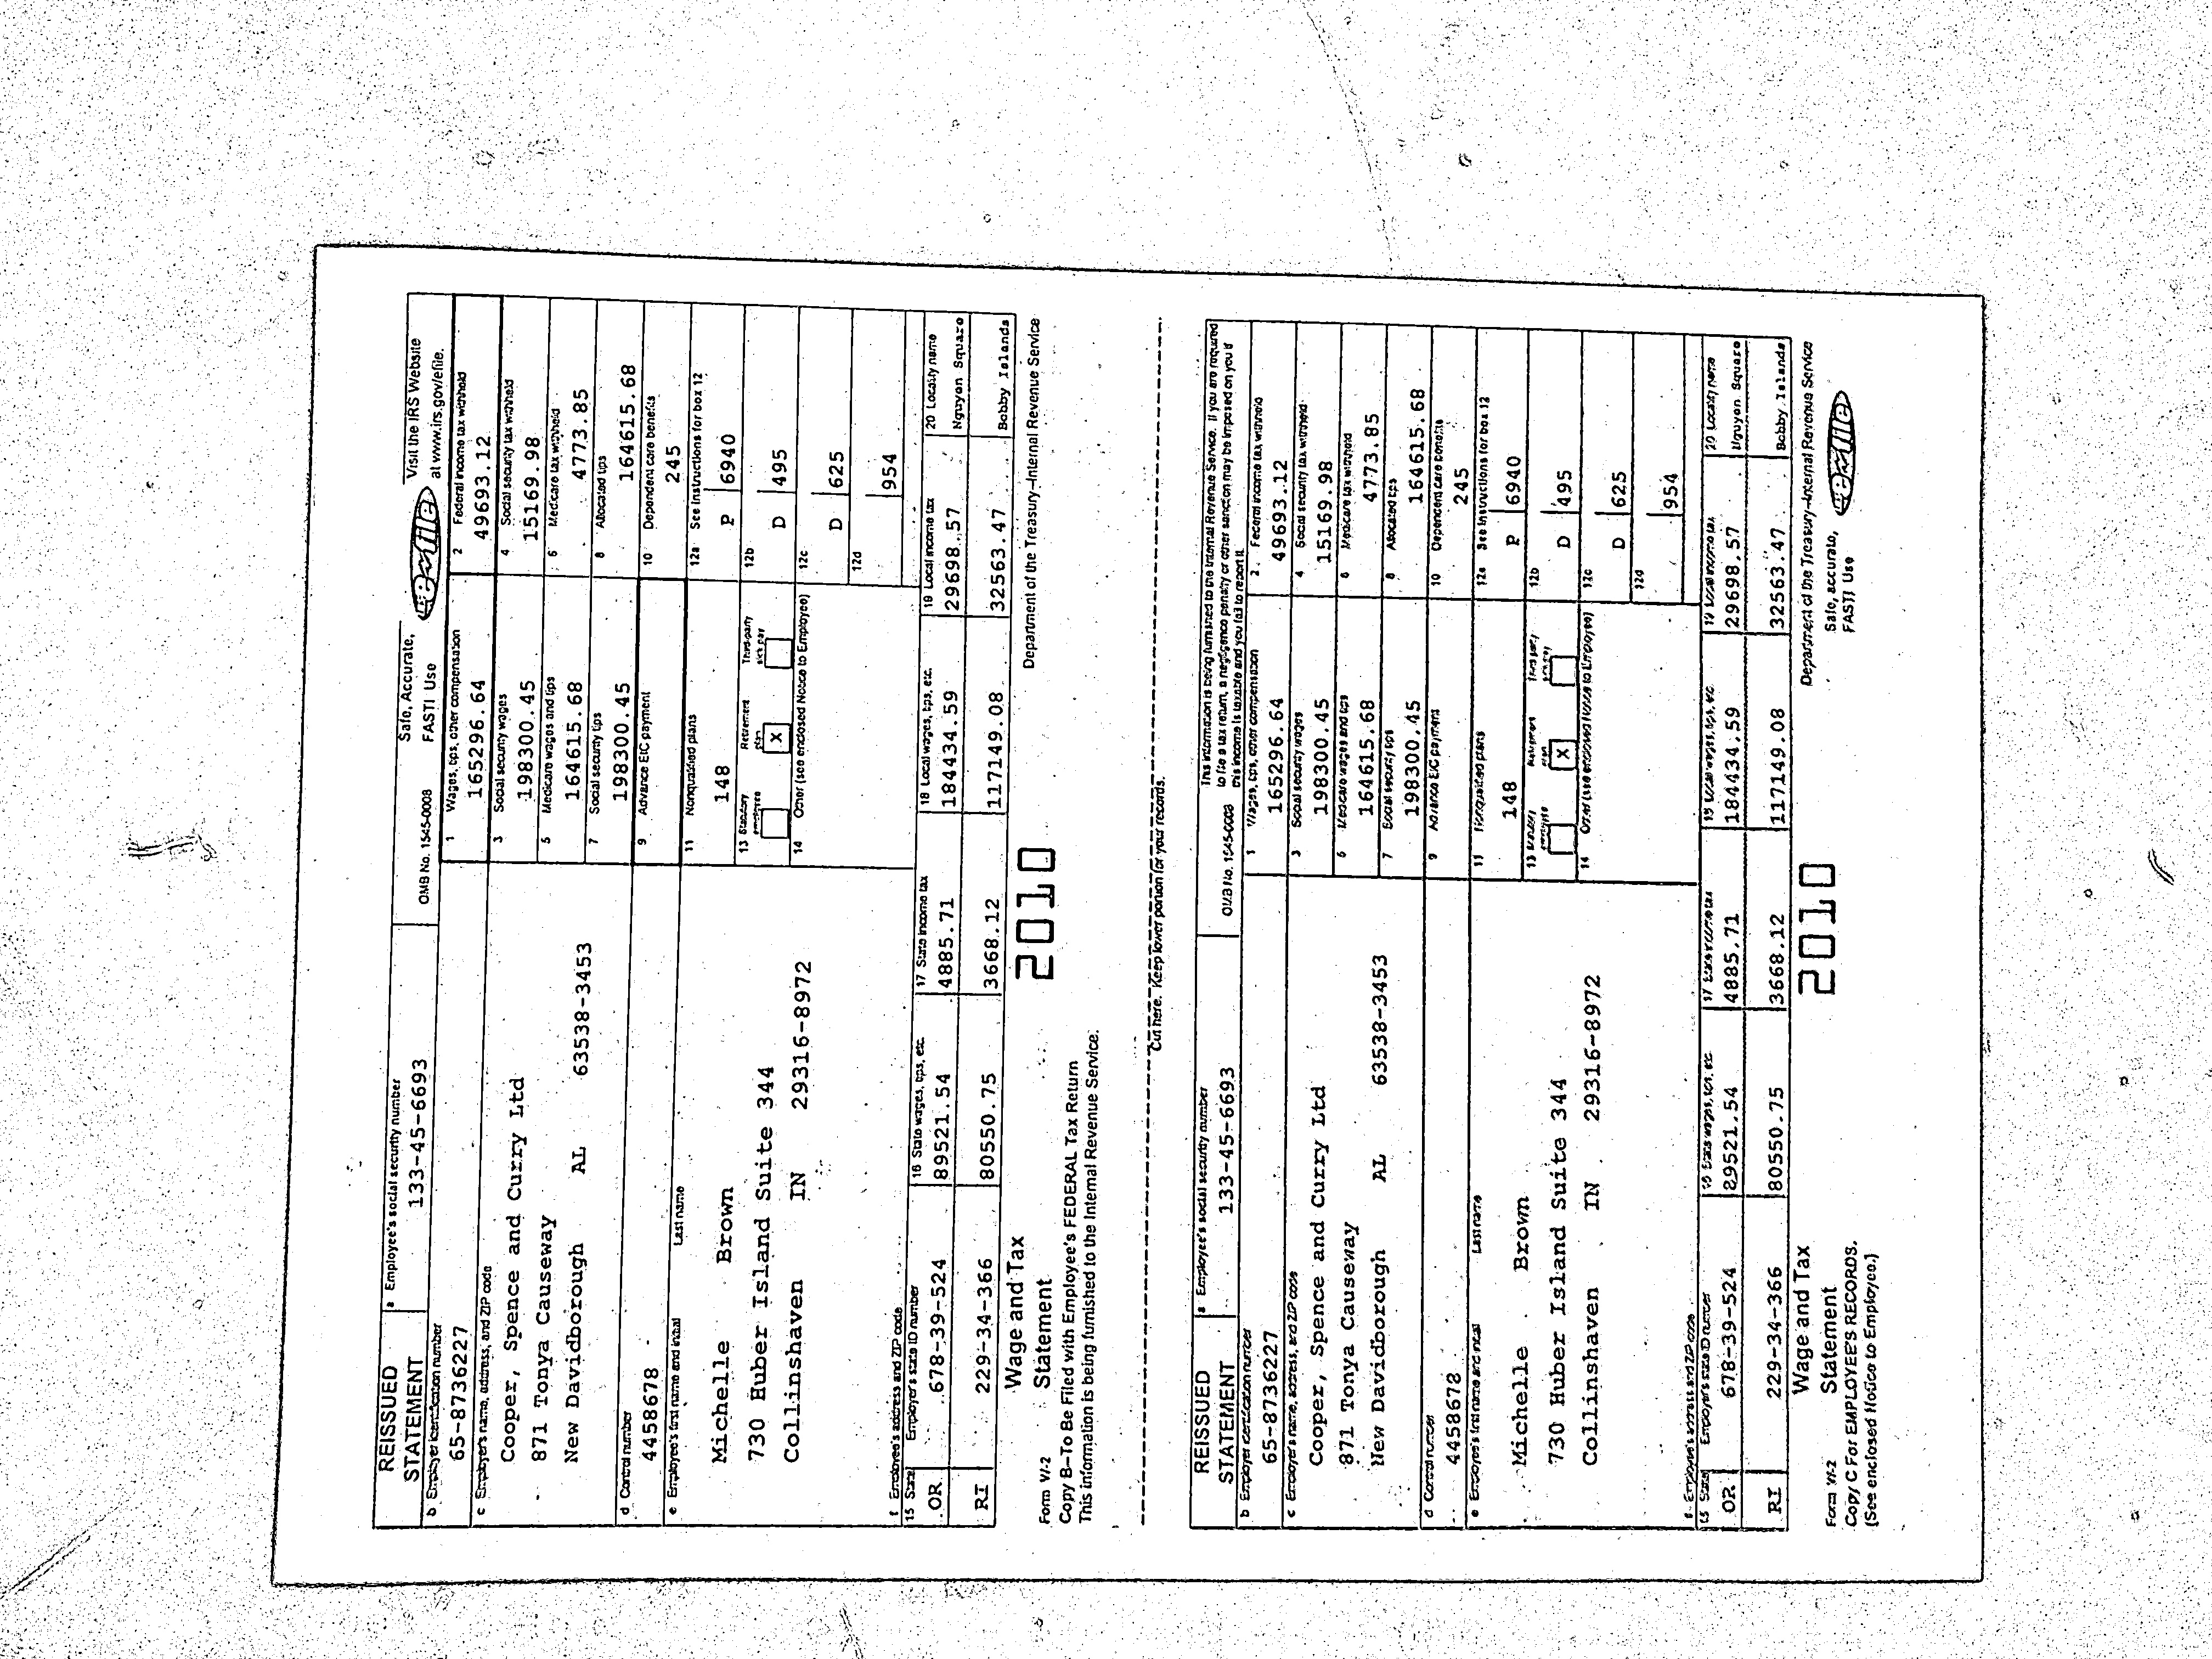 REISSUED
STATEMENT
a Employee's social security number
133-45-6693
OMB No. 1545-0008
Safe, Accurate,
FAST! Use
e-file
Visit the IRS Website
at www.irs.gov/efile.
b Employer identification number
65-8736227
1 Wages, tips, other compensation
165296.64
2 Federal income tax withheld
49693.12
c Employer's name, address, and ZIP code
Cooper, Spence and Curry Ltd
871 Tonya Causeway
New Davidborough AL 63538-3453
3 Social security wages
198300.45
4 Social security tax withheld
15169.98
5 Medicare wages and tips
164615.68
6 Medicare tax withheld
4773.85
7 Social security tips
198300.45
8 Allocated tips
164615.68
d Control number
4458678
9 Advance EIC payment
10 Dependent care benefits
245
e Employee's first name and initial Last name
Michelle Brown
730 Huber Island Suite 344
Collinshaven IN 29316-8972
11 Nonqualified plans
148
12a See instructions for box 12
P 6940
13 Statutory employee Retirement plan Third-party sick pay
X
12b
D 495
14 Other (see enclosed Notice to Employee)
12c
D 625
12d
954
f Employee's address and ZIP code
15 State Employer's state ID number 16 State wages, tips, etc. 17 State income tax 18 Local wages, tips, etc. 19 Local income tax 20 Locality name
OR 678-39-524 89521.54 4885.71 184434.59 29698.57 Nguyen Square
RI 229-34-366 80550.75 3668.12 117149.08 32563.47 Bobby Islands
Form W-2
Wage and Tax
Statement
2010
Department of the Treasury–Internal Revenue Service
Copy B–To Be Filed with Employee's FEDERAL Tax Return
This information is being furnished to the Internal Revenue Service.
Cut here. Keep lower portion for your records.
REISSUED
STATEMENT
a Employee's social security number
133-45-6693
OMB No. 1545-0008
This information is being furnished to the Internal Revenue Service. If you are required
to file a tax return, a negligence penalty or other sanction may be imposed on you if
this income is taxable and you fail to report it.
b Employer identification number
65-8736227
1 Wages, tips, other compensation
165296.64
2 Federal income tax withheld
49693.12
c Employer's name, address, and ZIP code
Cooper, Spence and Curry Ltd
871 Tonya Causeway
New Davidborough AL 63538-3453
3 Social security wages
198300.45
4 Social security tax withheld
15169.98
5 Medicare wages and tips
164615.68
6 Medicare tax withheld
4773.85
7 Social security tips
198300.45
8 Allocated tips
164615.68
d Control number
4458678
9 Advance EIC payment
10 Dependent care benefits
245
e Employee's first name and initial Last name
Michelle Brown
730 Huber Island Suite 344
Collinshaven IN 29316-8972
11 Nonqualified plans
148
12a See instructions for box 12
P 6940
13 Statutory employee Retirement plan Third-party sick pay
X
12b
D 495
14 Other (see enclosed Notice to Employee)
12c
D 625
12d
954
f Employee's address and ZIP code
15 State Employer's state ID number 16 State wages, tips, etc. 17 State income tax 18 Local wages, tips, etc. 19 Local income tax 20 Locality name
OR 678-39-524 89521.54 4885.71 184434.59 29698.57 Nguyen Square
RI 229-34-366 80550.75 3668.12 117149.08 32563.47 Bobby Islands
Form W-2
Wage and Tax
Statement
2010
Department of the Treasury–Internal Revenue Service
Copy C For EMPLOYEE'S RECORDS.
(See enclosed Notice to Employee.)
Safe, accurate,
FAST! Use
e-file